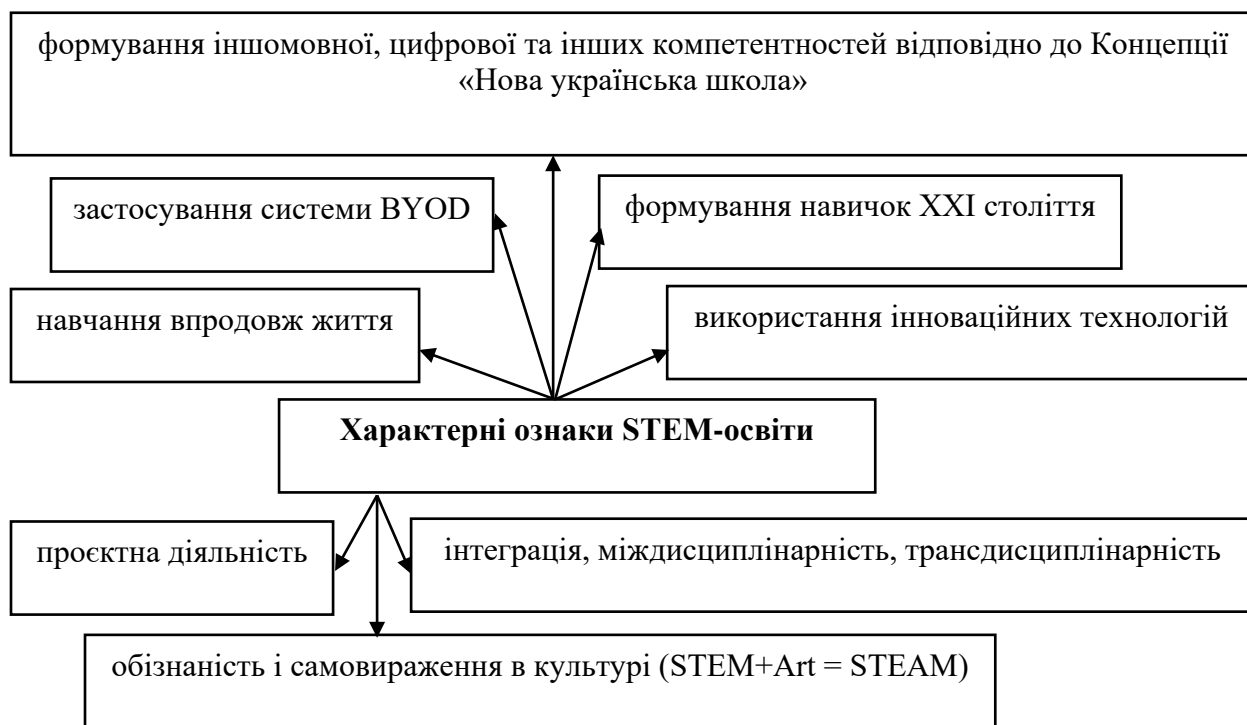 формування іншомовної, цифрової та інших компетентностей відповідно до Концепції
«Нова українська школа»
застосування системи BYOD
формування навичок ХХІ століття
навчання впродовж життя
використання інноваційних технологій
Характерні ознаки STEM-освіти
проєктна діяльність
інтеграція, міждисциплінарність, трансдисциплінарність
обізнаність і самовираження в культурі (STEM+Art = STEAM)